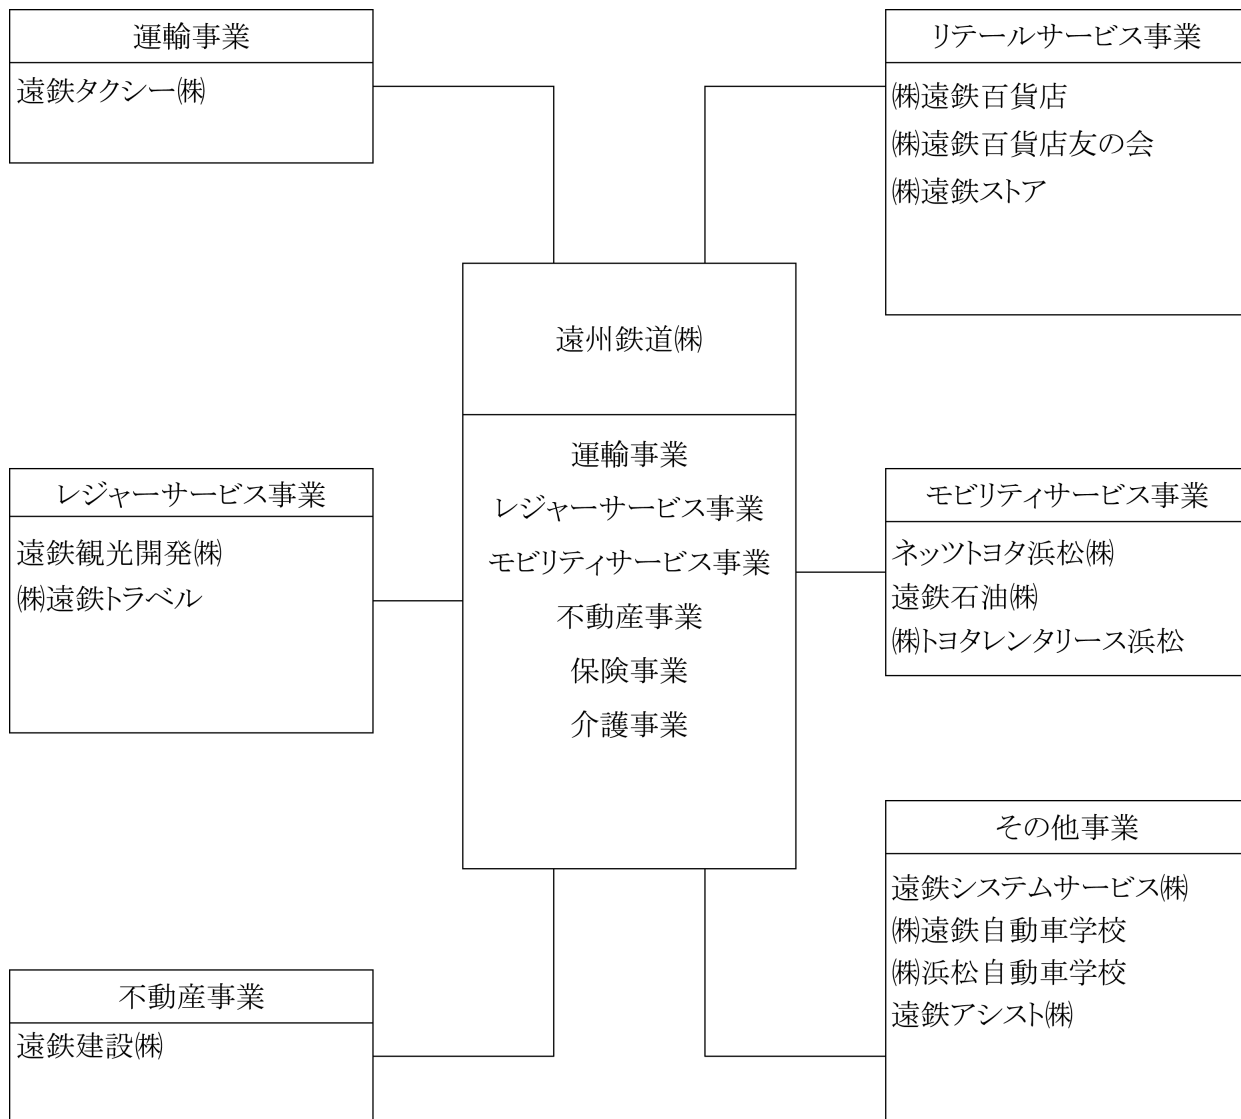 運輸事業
遠鉄タクシー㈱
リテールサービス事業
㈱遠鉄百貨店
㈱遠鉄百貨店友の会
㈱遠鉄ストア
遠州鉄道㈱
運輸事業
レジャーサービス事業
モビリティサービス事業
不動産事業
保険事業
介護事業
レジャーサービス事業
遠鉄観光開発㈱
㈱遠鉄トラベル
モビリティサービス事業
ネッツトヨタ浜松㈱
遠鉄石油㈱
㈱トヨタレンタリース浜松
その他事業
遠鉄システムサービス㈱
㈱遠鉄自動車学校
㈱浜松自動車学校
遠鉄アシスト㈱
不動産事業
遠鉄建設㈱